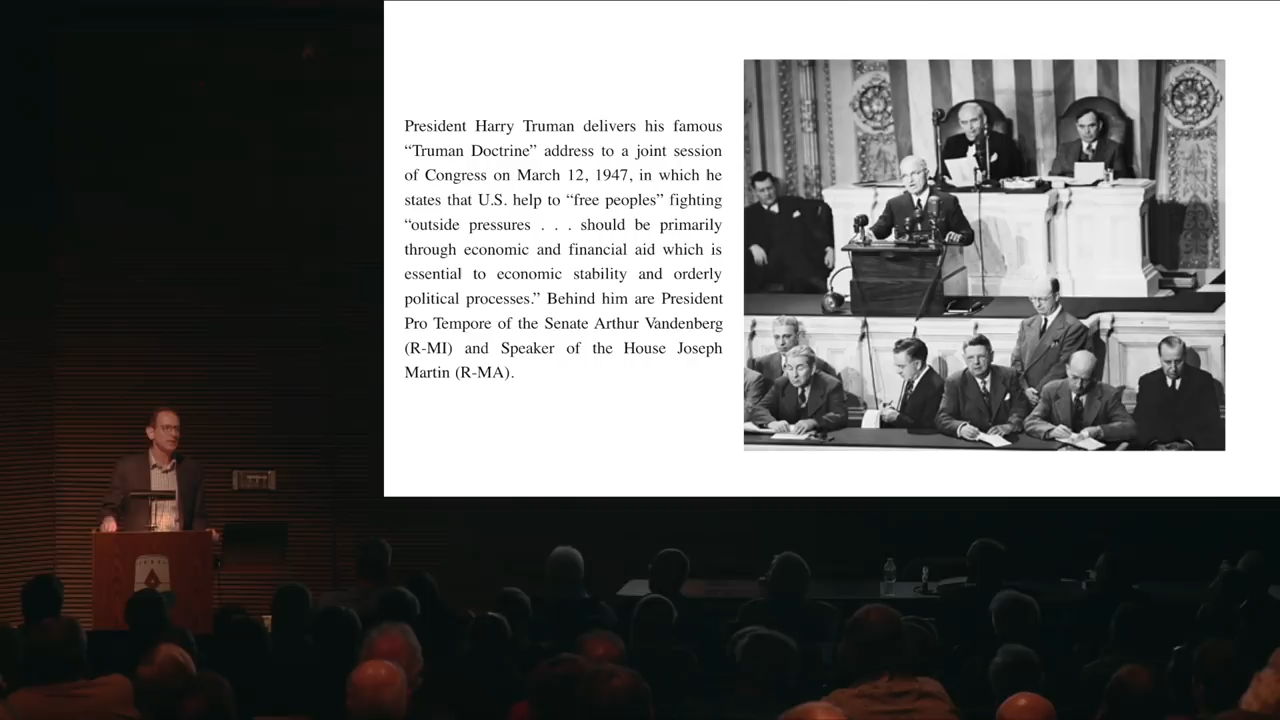 President Harry Truman delivers his famous
“Truman Doctrine” address to a joint session
of Congress on March 12, 1947, in which he
states that U.S. help to “free peoples” fighting
“outside pressures . . . should be primarily
through economic and financial aid which is
essential to economic stability and orderly
political processes.” Behind him are President
Pro Tempore of the Senate Arthur Vandenberg
(R-MI) and Speaker of the House Joseph
Martin (R-MA).